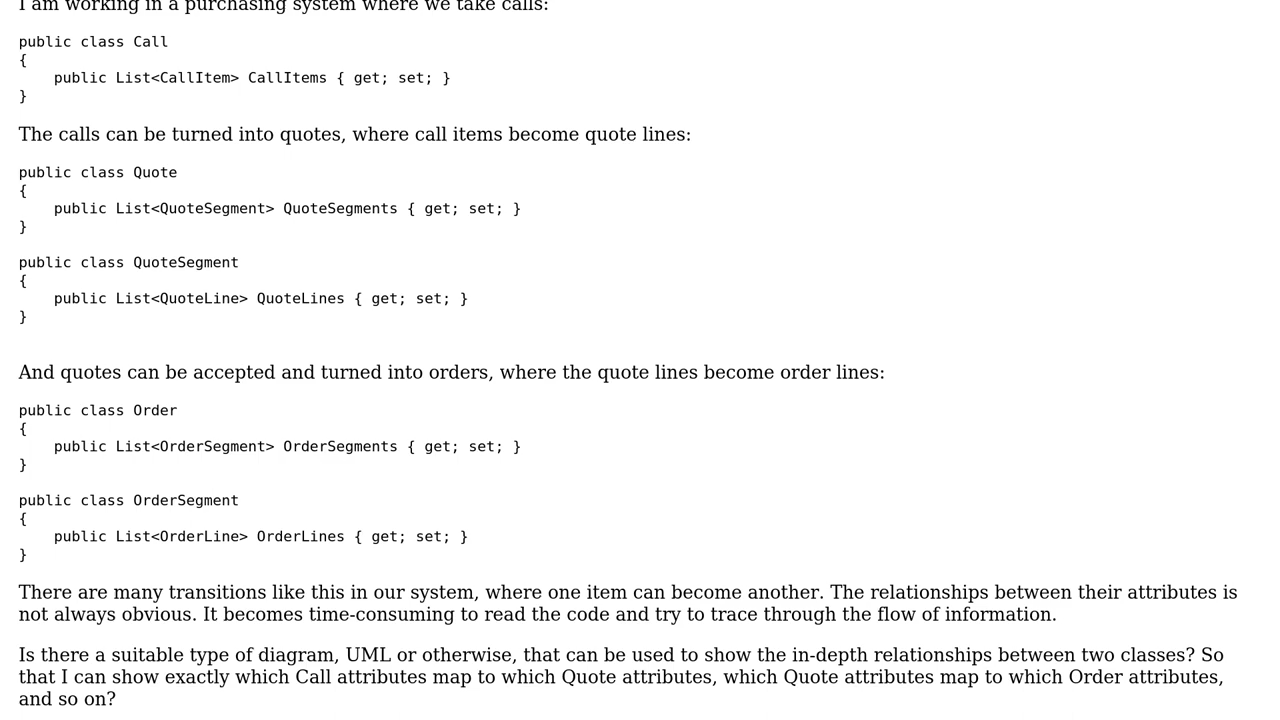 I am working in a purchasing system where we take calls:
public class Call
{
    public List<CallItem> CallItems { get; set; }
}
The calls can be turned into quotes, where call items become quote lines:
public class Quote
{
    public List<QuoteSegment> QuoteSegments { get; set; }
}
public class QuoteSegment
{
    public List<QuoteLine> QuoteLines { get; set; }
}
And quotes can be accepted and turned into orders, where the quote lines become order lines:
public class Order
{
    public List<OrderSegment> OrderSegments { get; set; }
}
public class OrderSegment
{
    public List<OrderLine> OrderLines { get; set; }
}
There are many transitions like this in our system, where one item can become another. The relationships between their attributes is
not always obvious. It becomes time-consuming to read the code and try to trace through the flow of information.
Is there a suitable type of diagram, UML or otherwise, that can be used to show the in-depth relationships between two classes? So
that I can show exactly which Call attributes map to which Quote attributes, which Quote attributes map to which Order attributes,
and so on?